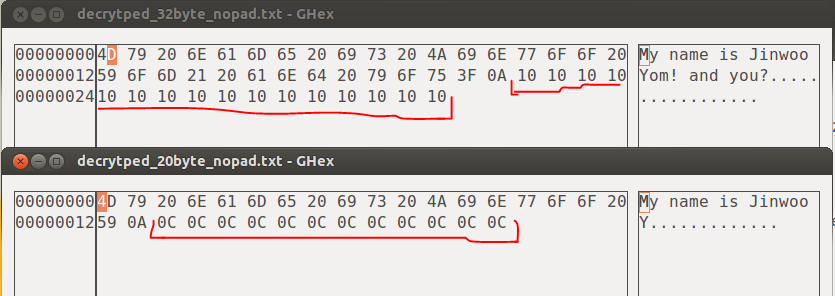 decrytped_32byte_nopad.txt - GHex
00000000 4D 79 20 6E 61 6D 65 20 69 73 20 4A 69 6E 77 6F 6F 20 My name is Jinwoo
00000012 59 6F 6D 21 20 61 6E 64 20 79 6F 75 3F 0A 10 10 10 10 Yom! and you?.....
00000024 10 10 10 10 10 10 10 10 10 10 10 10 ............
decrytped_20byte_nopad.txt - GHex
00000000 4D 79 20 6E 61 6D 65 20 69 73 20 4A 69 6E 77 6F 6F 20 My name is Jinwoo
00000012 59 0A 0C 0C 0C 0C 0C 0C 0C 0C 0C 0C 0C 0C Y.............